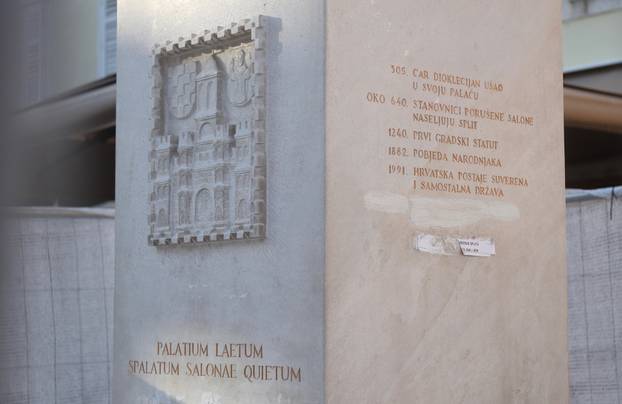 305. CAR DIOKLECIJAN UŠAO
U SVOJU PALAČU
OKO 640. STANOVNICI PORUŠENE SALONE
NASELJUJU SPLIT
1240. PRVI GRADSKI STATUT
1882. POBJEDA NARODNJAKA
1991. HRVATSKA POSTAJE SUVERENA
I SAMOSTALNA DRŽAVA
PALATIUM LAETUM
SPALATUM SALONAE QUIETUM